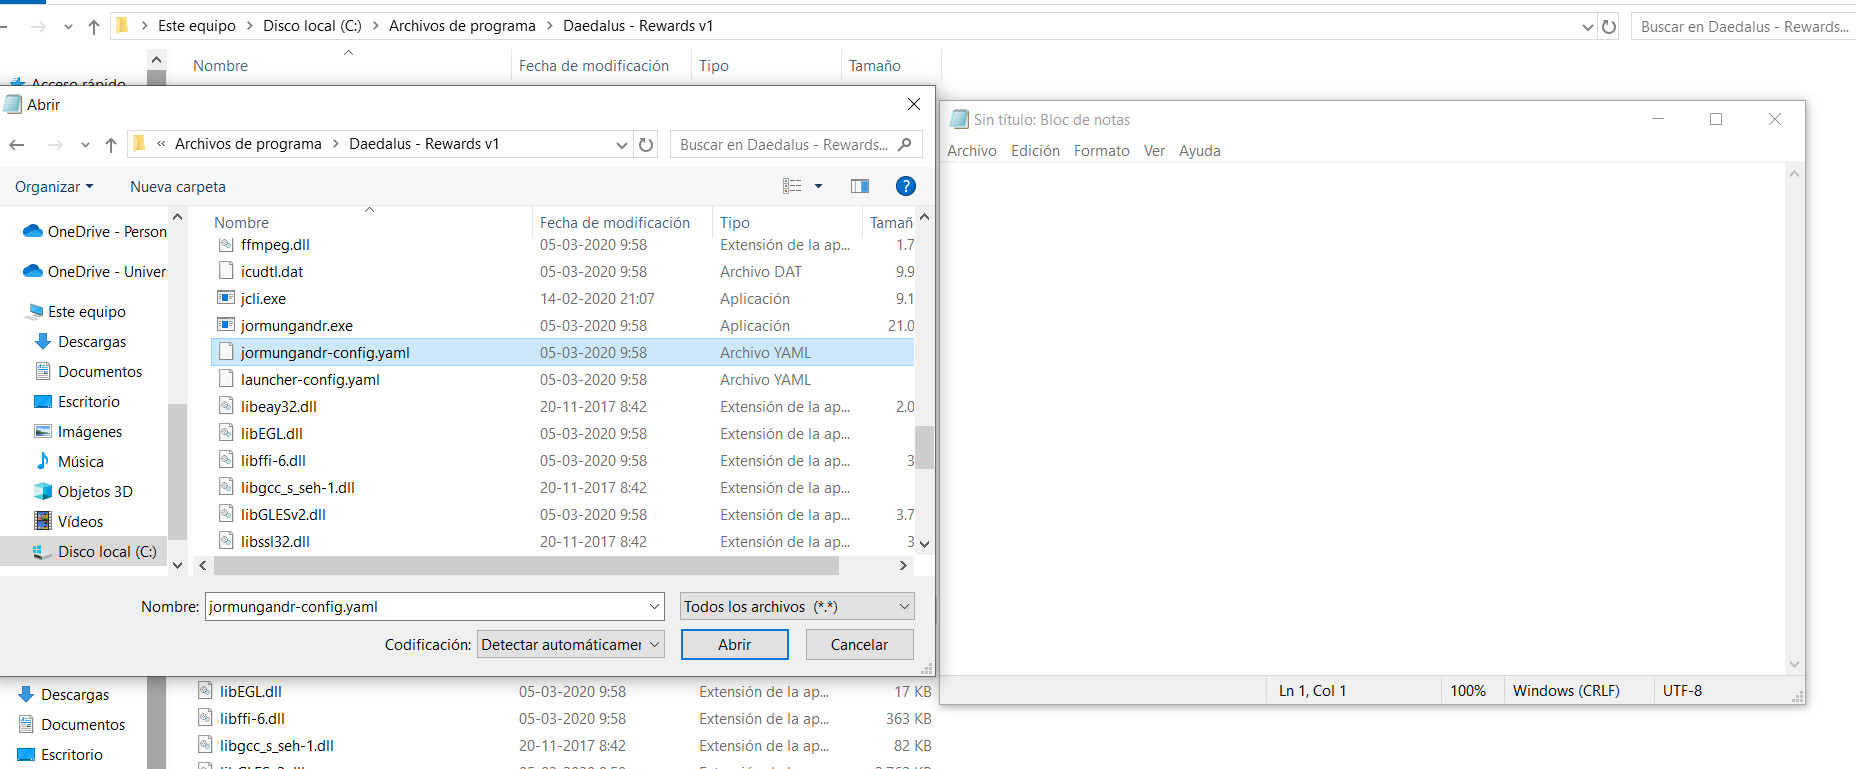 Este equipo > Disco local (C:) > Archivos de programa > Daedalus - Rewards v1
Buscar en Daedalus - Rewards...
Nombre Fecha de modificación Tipo Tamaño
Acceso rápido
Abrir
« Archivos de programa > Daedalus - Rewards v1
Buscar en Daedalus - Rewards...
Organizar Nueva carpeta
?
OneDrive - Person
OneDrive - Univer
Este equipo
Descargas
Documentos
Escritorio
Imágenes
Música
Objetos 3D
Vídeos
Disco local (C:)
Nombre Fecha de modificación Tipo Tamañ
ffmpeg.dll 05-03-2020 9:58 Extensión de la ap... 1.7
icudtl.dat 05-03-2020 9:58 Archivo DAT 9.9
jcli.exe 14-02-2020 21:07 Aplicación 9.1
jormungandr.exe 05-03-2020 9:58 Aplicación 21.0
jormungandr-config.yaml 05-03-2020 9:58 Archivo YAML
launcher-config.yaml 05-03-2020 9:58 Archivo YAML
libeay32.dll 20-11-2017 8:42 Extensión de la ap... 2.0
libEGL.dll 05-03-2020 9:58 Extensión de la ap...
libffi-6.dll 05-03-2020 9:58 Extensión de la ap... 3
libgcc_s_seh-1.dll 20-11-2017 8:42 Extensión de la ap...
libGLESv2.dll 05-03-2020 9:58 Extensión de la ap... 3.7
libssl32.dll 20-11-2017 8:42 Extensión de la ap... 3
Nombre: jormungandr-config.yaml Todos los archivos (*.*)
Codificación: Detectar automáticamer Abrir Cancelar
Sin título: Bloc de notas
Archivo Edición Formato Ver Ayuda
Ln 1, Col 1 100% Windows (CRLF) UTF-8
Descargas
Documentos
Escritorio
libEGL.dll 05-03-2020 9:58 Extensión de la ap... 17 KB
libffi-6.dll 05-03-2020 9:58 Extensión de la ap... 363 KB
libgcc_s_seh-1.dll 20-11-2017 8:42 Extensión de la ap... 82 KB